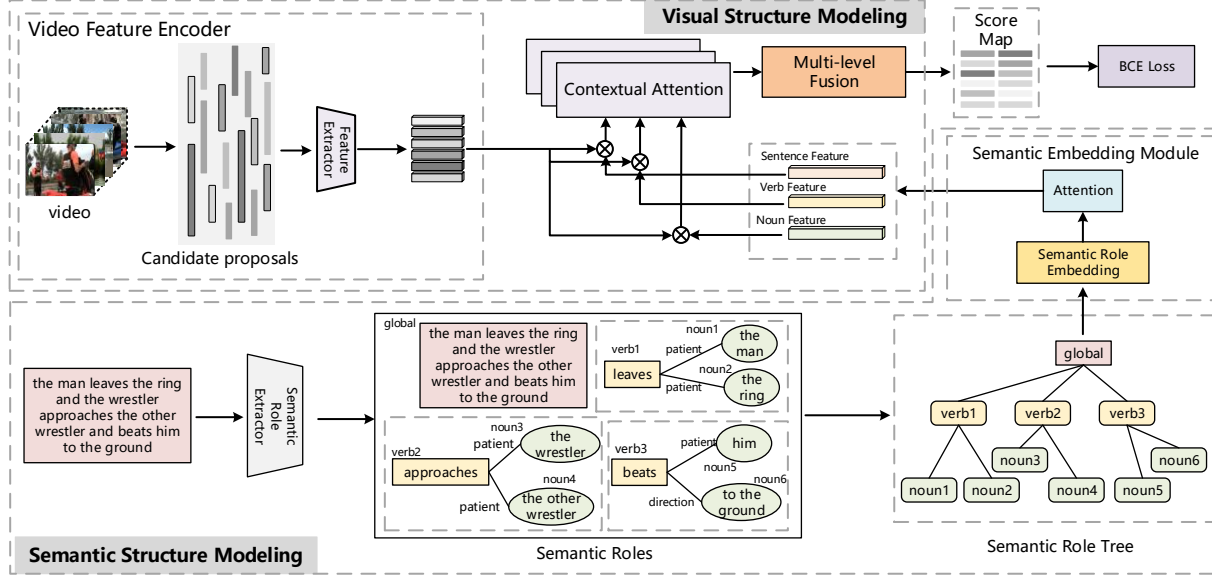 Visual Structure Modeling
Video Feature Encoder
video
Candidate proposals
Feature
Extractor
Contextual Attention
Multi-level
Fusion
Score
Map
BCE Loss
Sentence Feature
Verb Feature
Noun Feature
Semantic Embedding Module
Attention
Semantic Role
Embedding
the man leaves the ring
and the wrestler
approaches the other
wrestler and beats him
to the ground
Semantic
Role
Extractor
global
the man leaves the ring
and the wrestler
approaches the other
wrestler and beats him
to the ground
verb1
leaves
patient
noun1
the
man
patient
noun2
the
ring
verb2
approaches
patient
noun3
the
wrestler
patient
noun4
the other
wrestler
verb3
beats
patient
him
noun5
direction
noun6
to the
ground
Semantic Roles
global
verb1
verb2
verb3
noun3
noun6
noun1
noun2
noun4
noun5
Semantic Role Tree
Semantic Structure Modeling